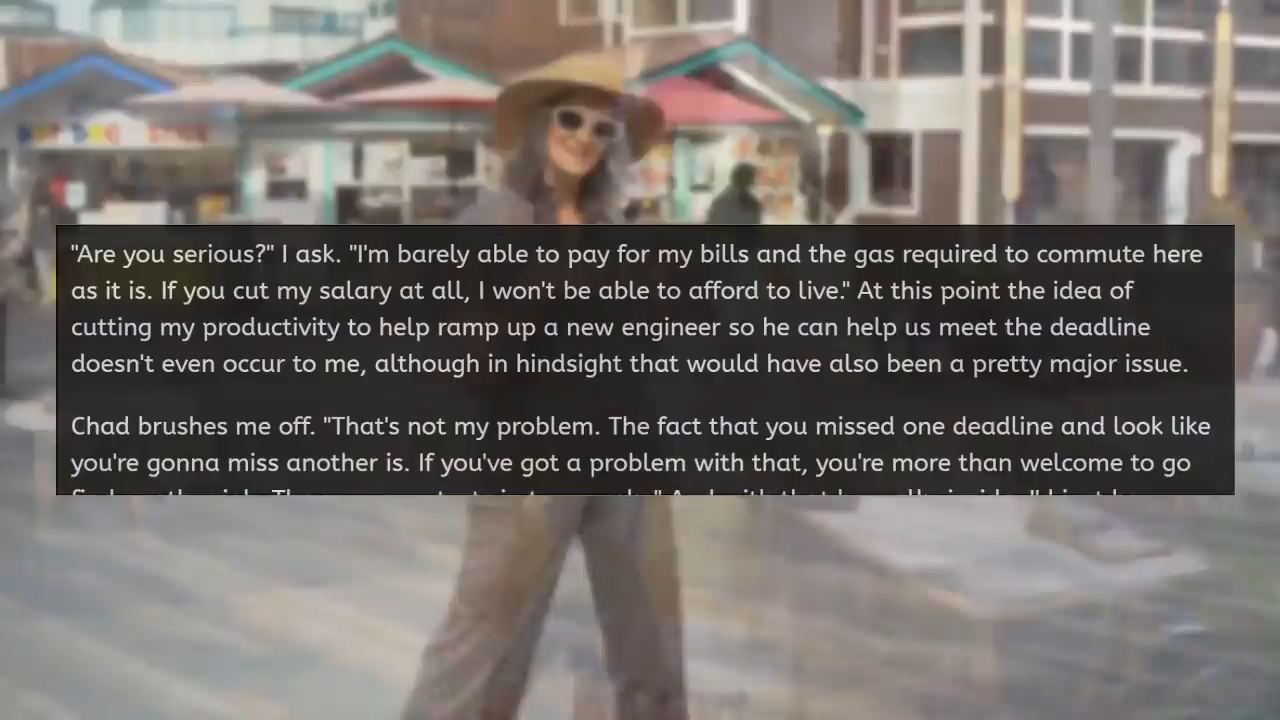 "Are you serious?" I ask. "I'm barely able to pay for my bills and the gas required to commute here
as it is. If you cut my salary at all, I won't be able to afford to live." At this point the idea of
cutting my productivity to help ramp up a new engineer so he can help us meet the deadline
doesn't even occur to me, although in hindsight that would have also been a pretty major issue.
Chad brushes me off. "That's not my problem. The fact that you missed one deadline and look like
you're gonna miss another is. If you've got a problem with that, you're more than welcome to go